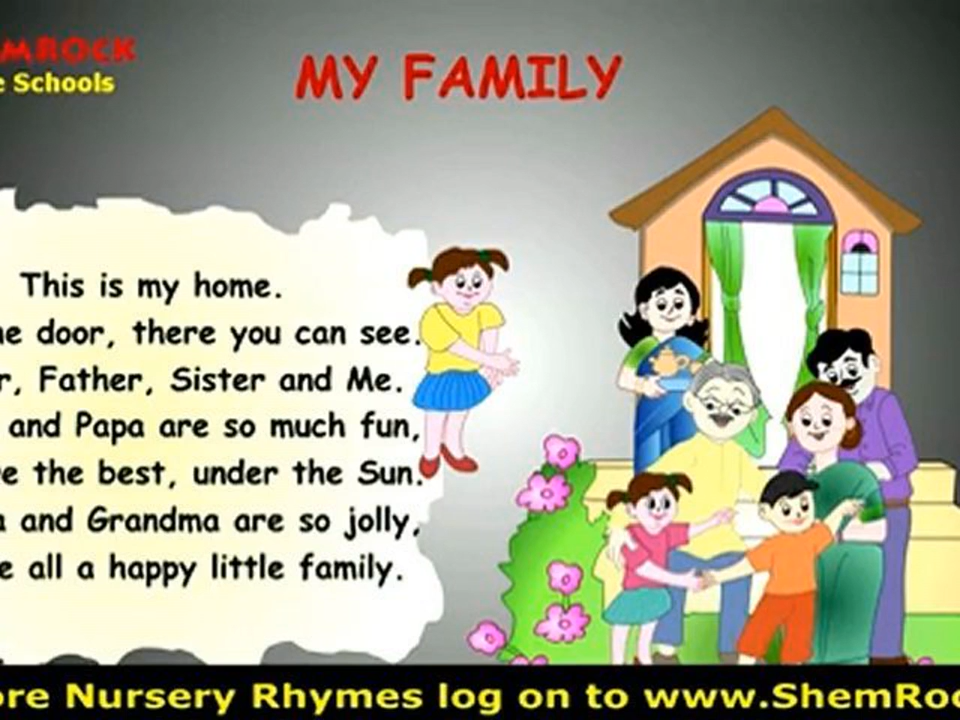 MROCK
Schools
MY FAMILY
This is my home.
door, there you can see.
Father, Sister and Me.
and Papa are so much fun,
the best, under the Sun.
and Grandma are so jolly,
all a happy little family.
ore Nursery Rhymes log on to www.ShemRoc